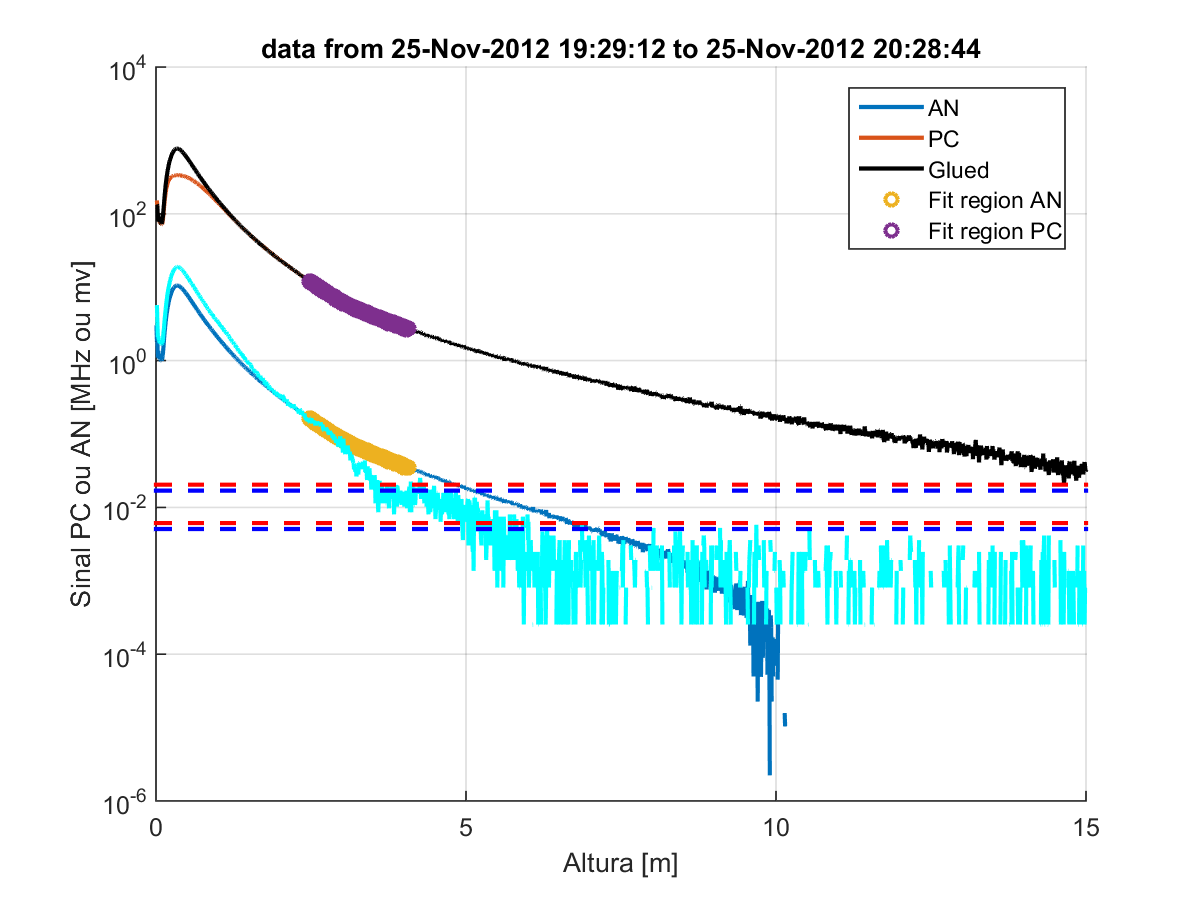 data from 25-Nov-2012 19:29:12 to 25-Nov-2012 20:28:44
Sinal PC ou AN [MHz ou mv]
10^4
10^2
10^0
10^-2
10^-4
10^-6
AN
PC
Glued
Fit region AN
Fit region PC
0 5 10 15
Altura [m]